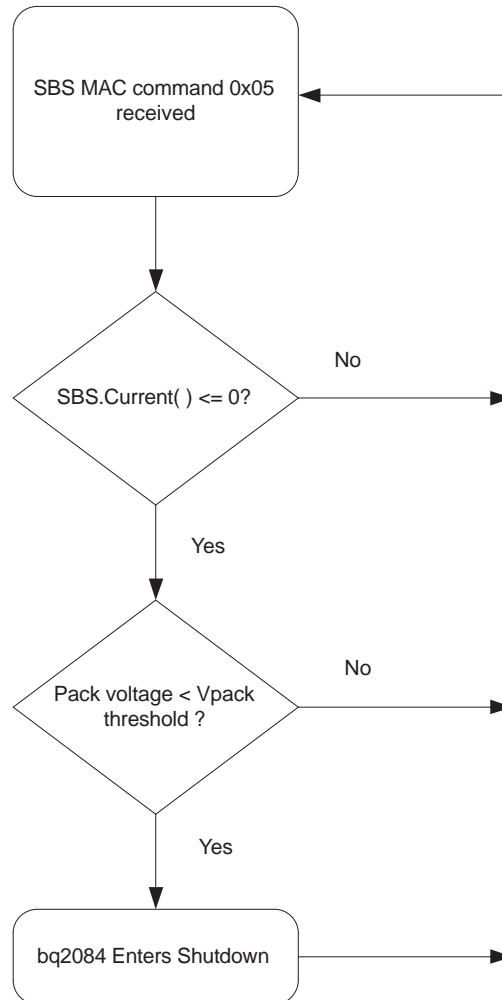 SBS MAC command 0x05
received
SBS.Current( ) <= 0?
No
Yes
Pack voltage < Vpack
threshold ?
No
Yes
bq2084 Enters Shutdown